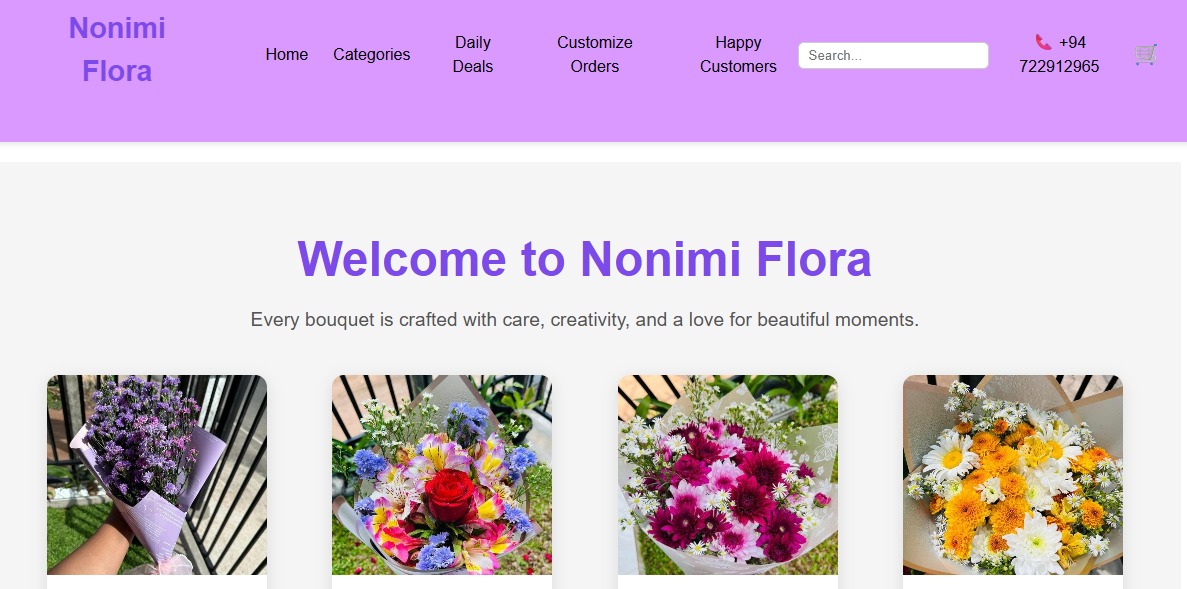 Nonimi
Flora
Home
Categories
Daily
Deals
Customize
Orders
Happy
Customers
Search...
+94
722912965
Welcome to Nonimi Flora
Every bouquet is crafted with care, creativity, and a love for beautiful moments.